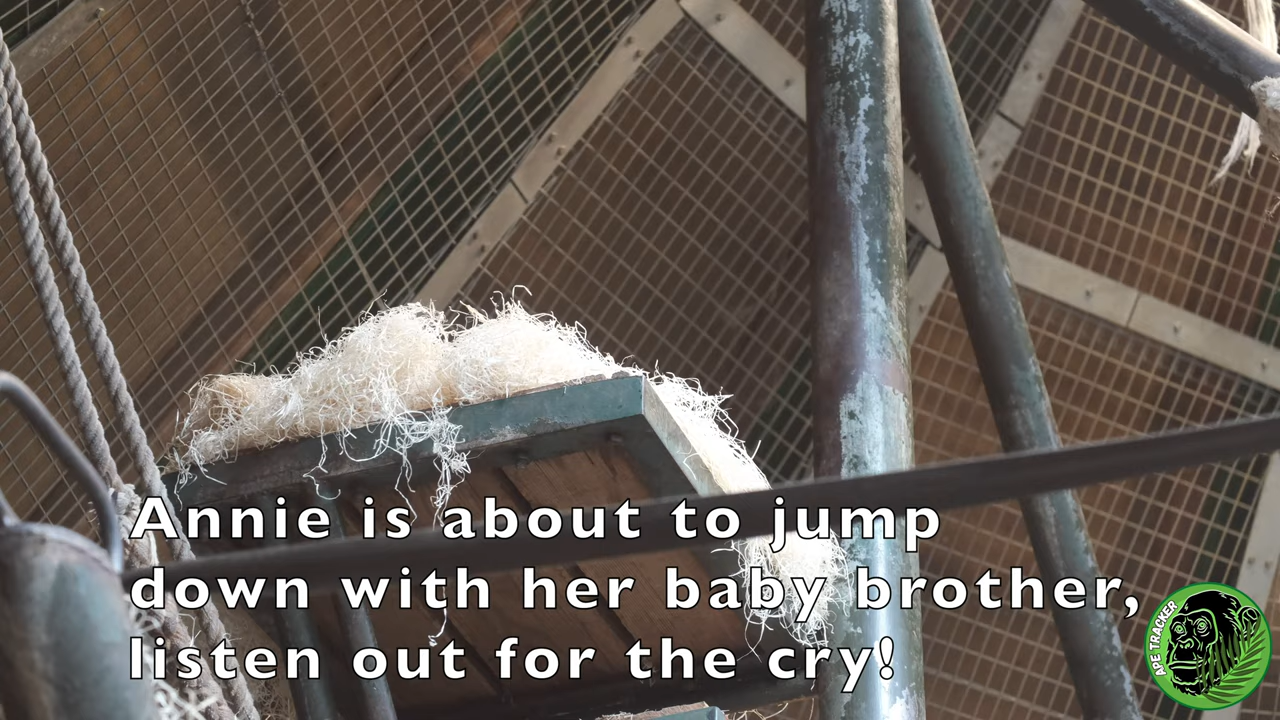 Annie is about to jump
down with her baby brother,
listen out for the cry!
APE TRACKER